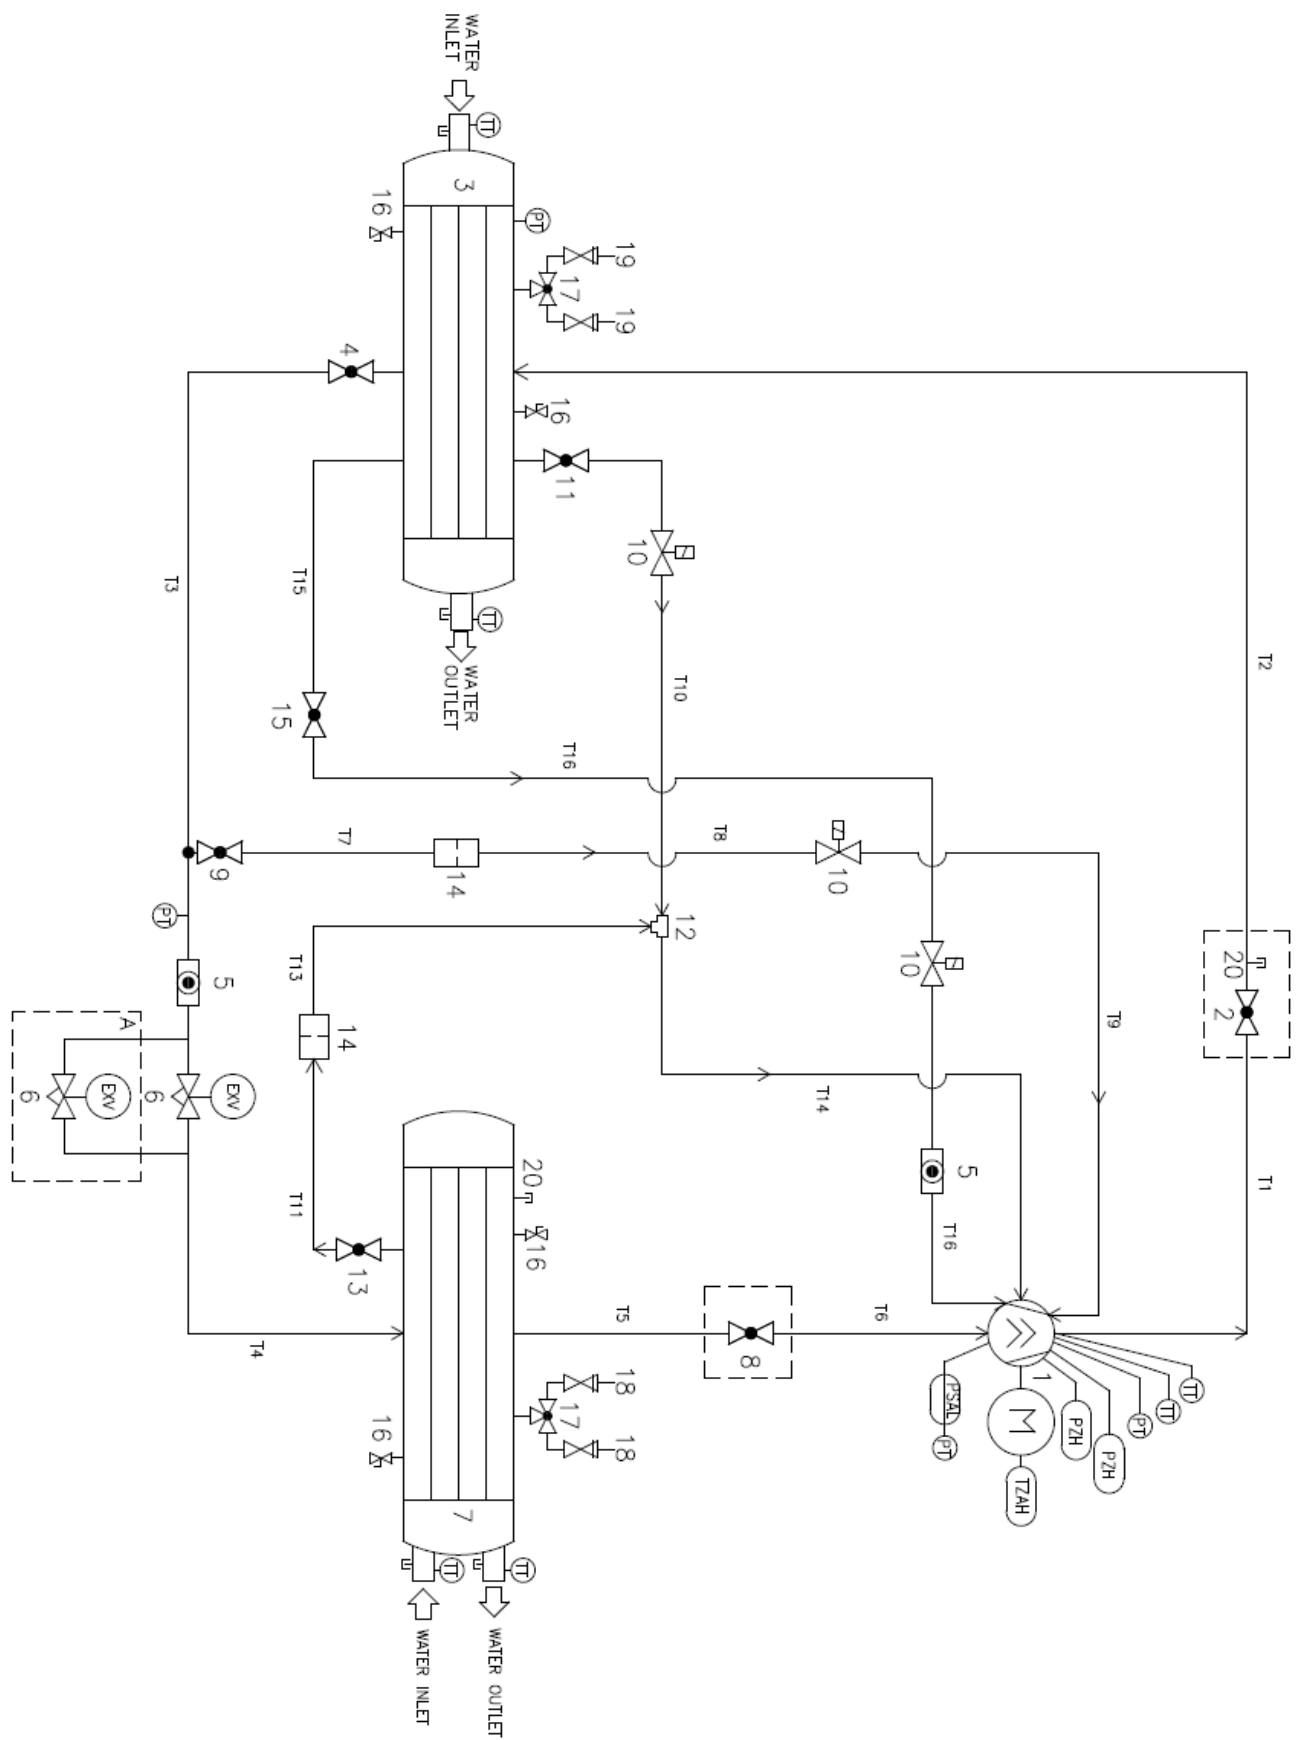 WATER
INLET
TT
3
16
PT
19
17
19
4
16
11
10
T3
T15
TT
WATER
OUTLET
T10
T2
15
T16
T7
14
T8
10
9
PT
12
T13
10
20
2
5
T9
14
A
EXV
6
EXV
6
T14
5
T1
T11
20
16
13
T16
T4
T5
8
T6
1
TT
TT
PT
PZH
PZH
M
TZAH
PSAL
PT
18
17
18
16
7
TT
TT
WATER INLET
WATER OUTLET